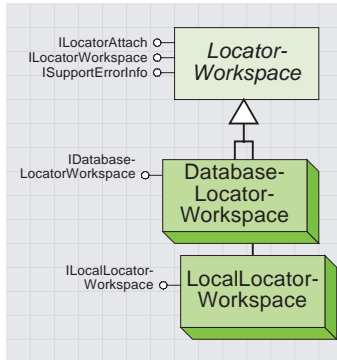 ILocatorAttach
ILocatorWorkspace
ISupportErrorInfo
Locator-
Workspace
IDatabase-
LocatorWorkspace
Database-
Locator-
Workspace
ILocalLocator-
Workspace
LocalLocator-
Workspace